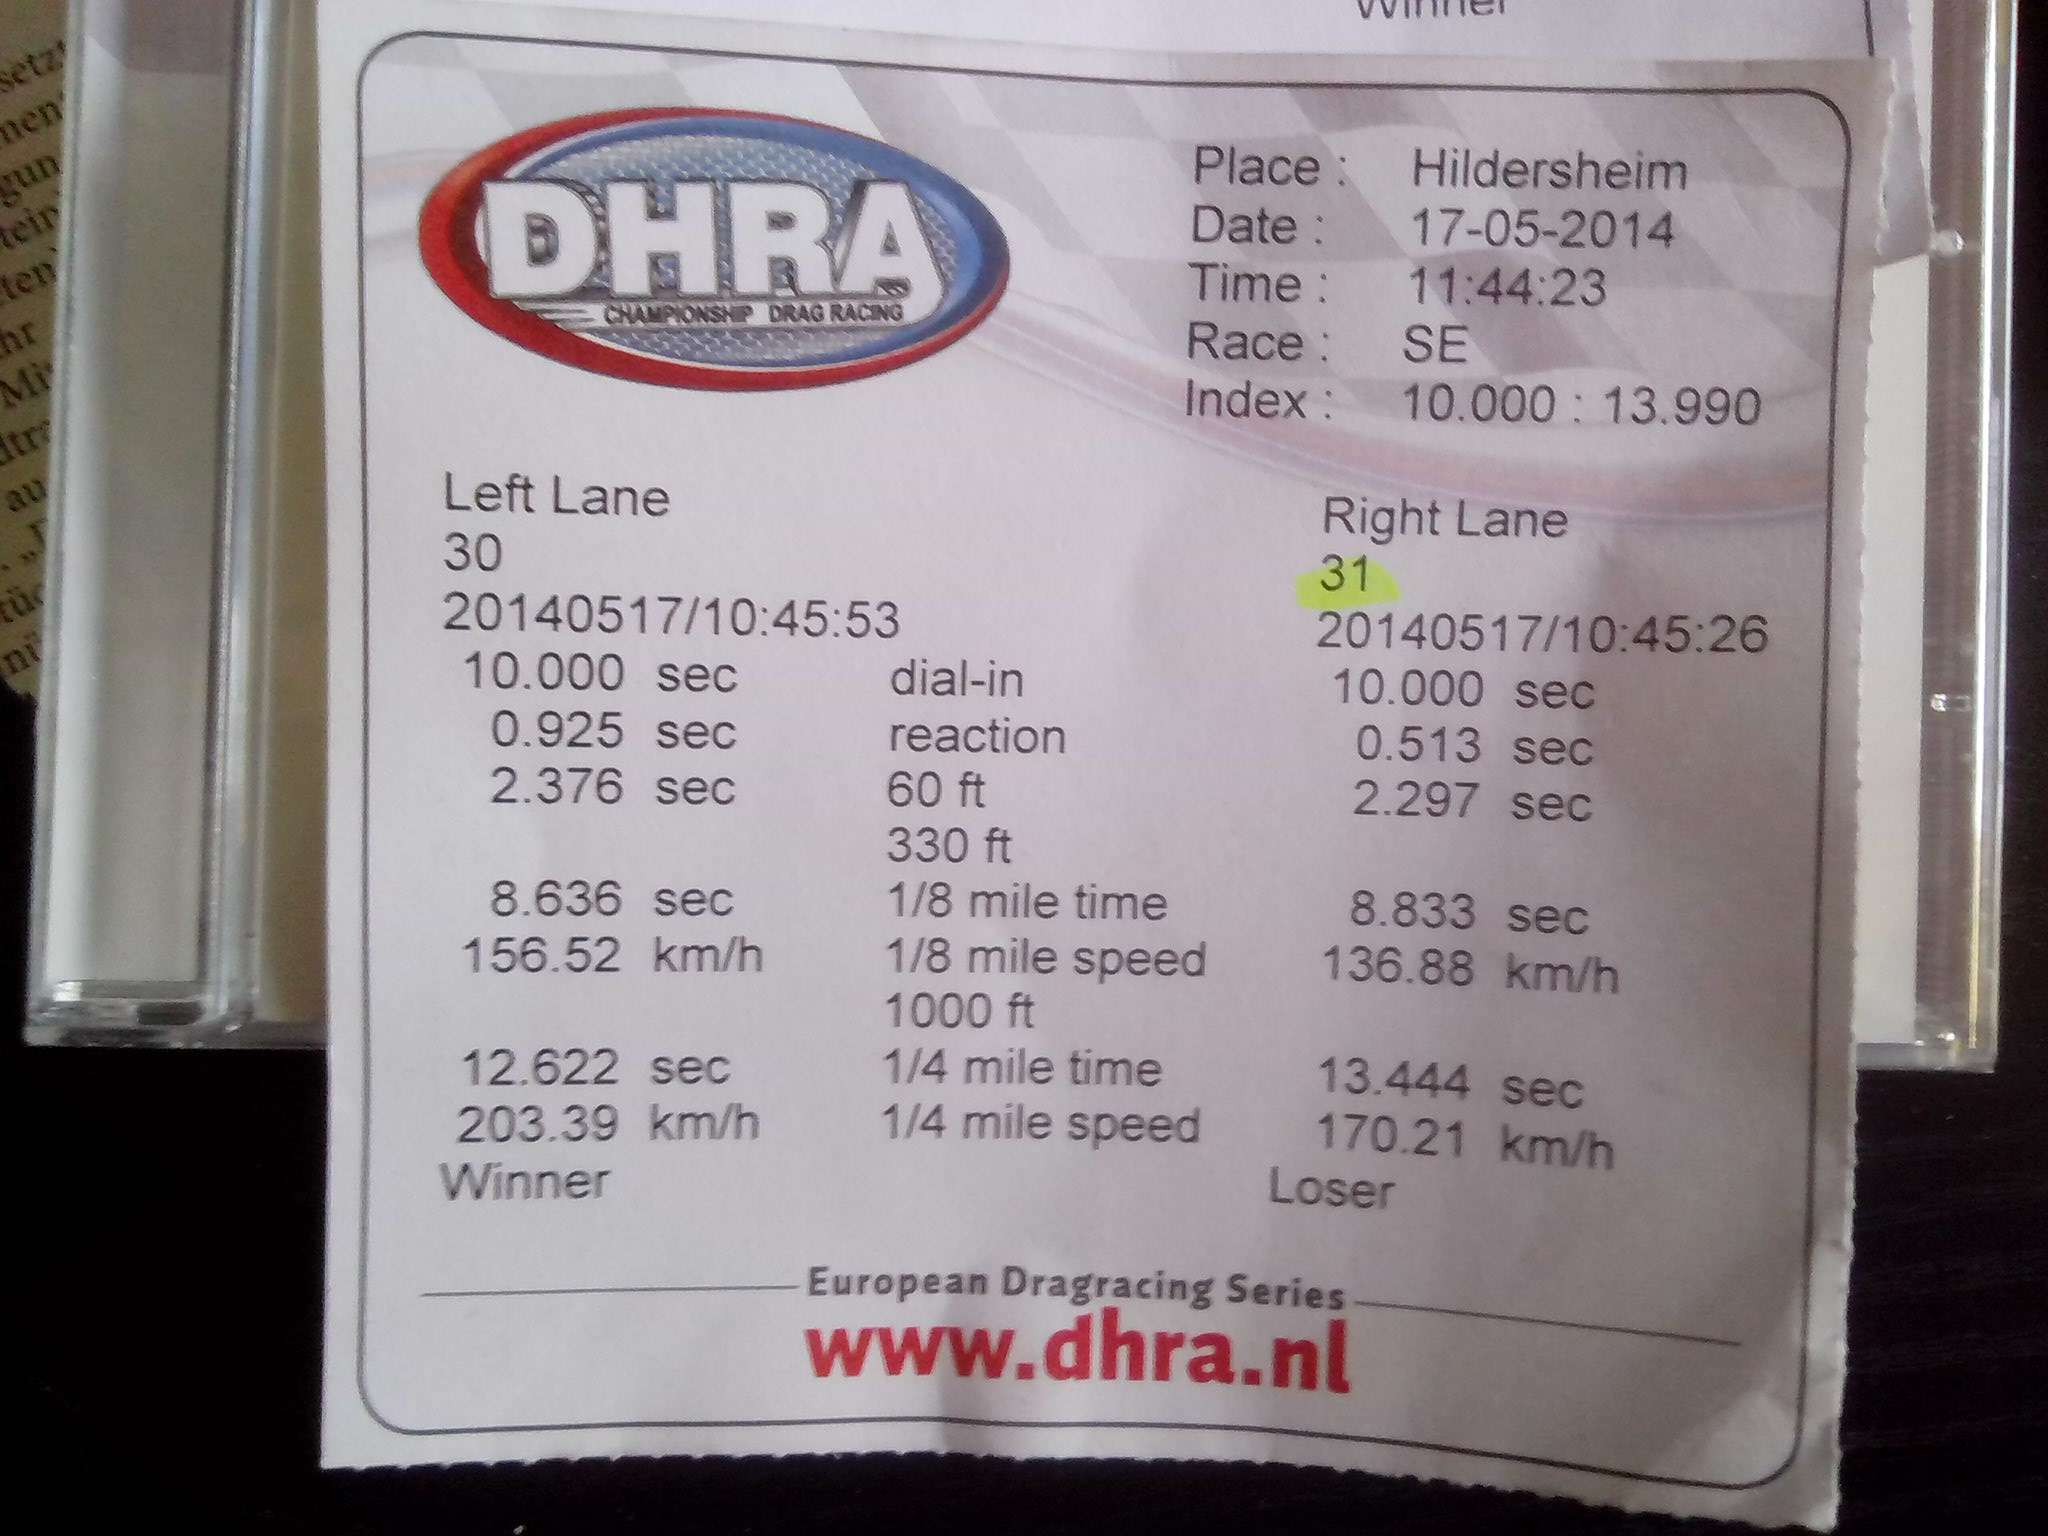 Winner
DHRA
CHAMPIONSHIP DRAG RACING
Place : Hildersheim
Date : 17-05-2014
Time : 11:44:23
Race : SE
Index : 10.000 : 13.990
Left Lane Right Lane
30 31
20140517/10:45:53 20140517/10:45:26
10.000 sec dial-in 10.000 sec
0.925 sec reaction 0.513 sec
2.376 sec 60 ft 2.297 sec
330 ft
8.636 sec 1/8 mile time 8.833 sec
156.52 km/h 1/8 mile speed 136.88 km/h
1000 ft
12.622 sec 1/4 mile time 13.444 sec
203.39 km/h 1/4 mile speed 170.21 km/h
Winner Loser
European Dragracing Series
www.dhra.nl